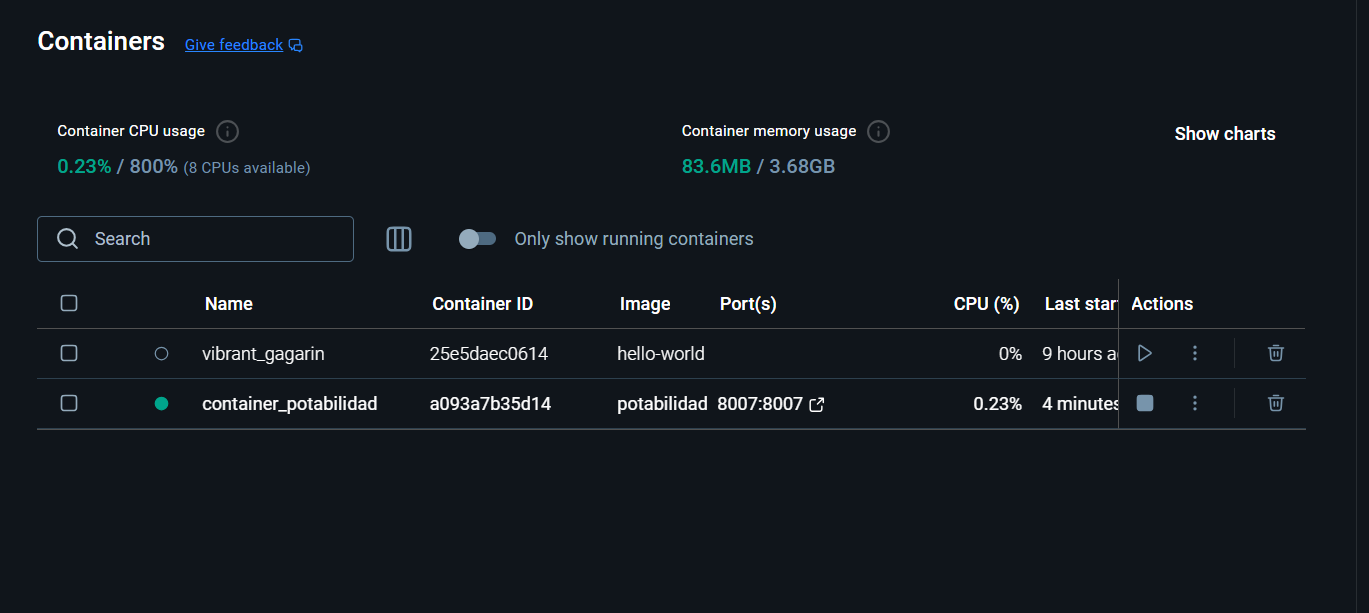 Containers Give feedback
Container CPU usage Container memory usage Show charts
0.23% / 800% (8 CPUs available) 83.6MB / 3.68GB
Search Only show running containers
Name Container ID Image Port(s) CPU (%) Last star Actions
vibrant_gagarin 25e5daec0614 hello-world 0% 9 hours a
container_potabilidad a093a7b35d14 potabilidad 8007:8007 0.23% 4 minutes